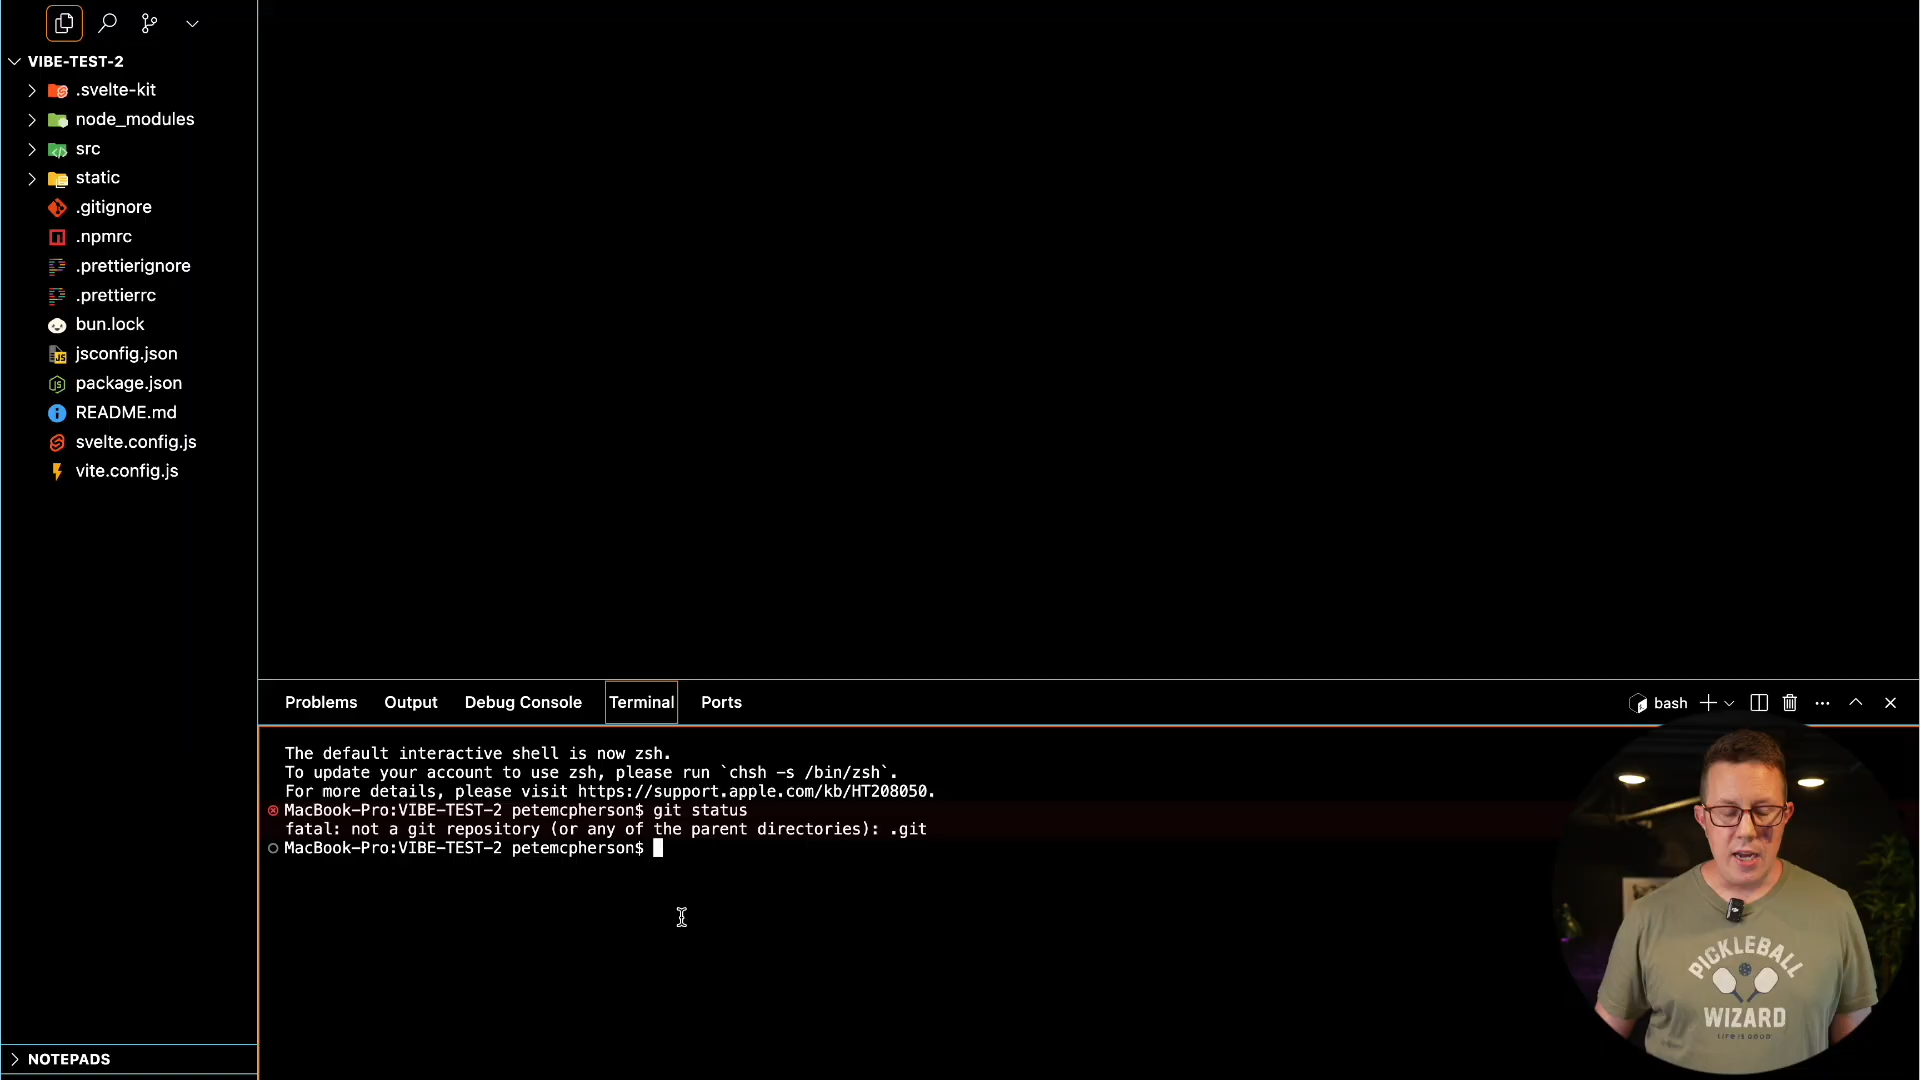 VIBE-TEST-2
.svelte-kit
node_modules
src
static
.gitignore
.npmrc
.prettierignore
.prettierrc
bun.lock
jsconfig.json
package.json
README.md
svelte.config.js
vite.config.js
NOTEPADS
Problems Output Debug Console Terminal Ports
bash
The default interactive shell is now zsh.
To update your account to use zsh, please run `chsh -s /bin/zsh`.
For more details, please visit https://support.apple.com/kb/HT208050.
MacBook-Pro:VIBE-TEST-2 petemcpherson$ git status
fatal: not a git repository (or any of the parent directories): .git
MacBook-Pro:VIBE-TEST-2 petemcpherson$
PICKLEBALL
WIZARD
LIFE IS GOOD